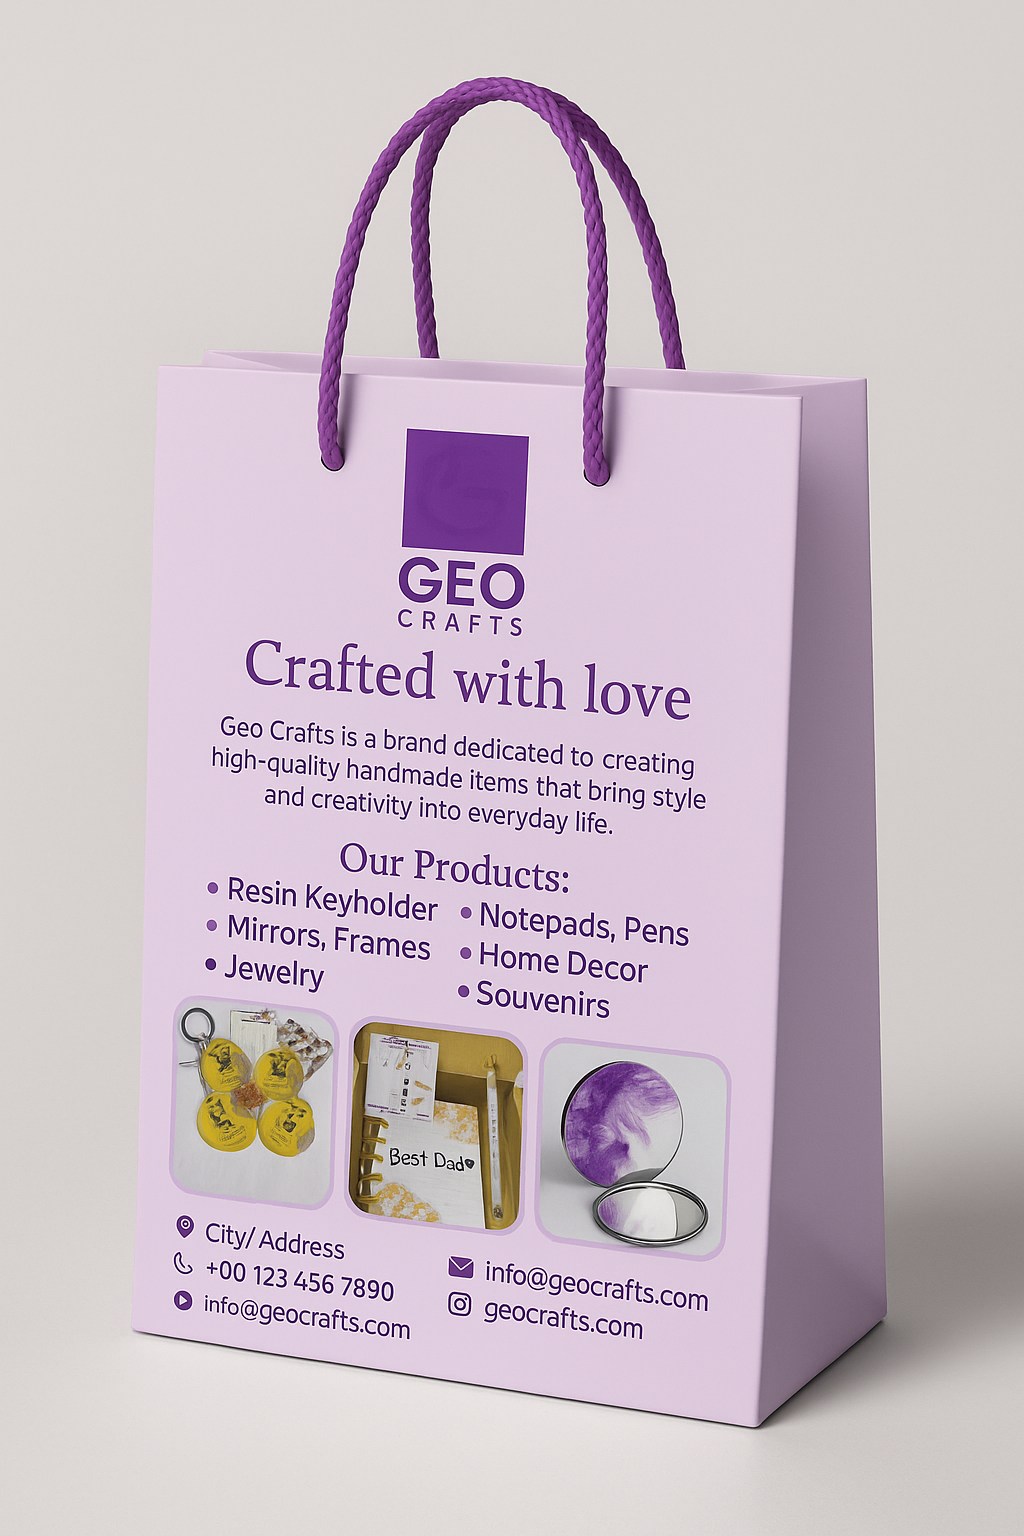 GEO
CRAFTS
Crafted with love
Geo Crafts is a brand dedicated to creating
high-quality handmade items that bring style
and creativity into everyday life.
Our Products:
• Resin Keyholder
• Mirrors, Frames
• Jewelry
• Notepads, Pens
• Home Decor
• Souvenirs
Best Dad
City/ Address
+00 123 456 7890
info@geocrafts.com
info@geocrafts.com
geocrafts.com